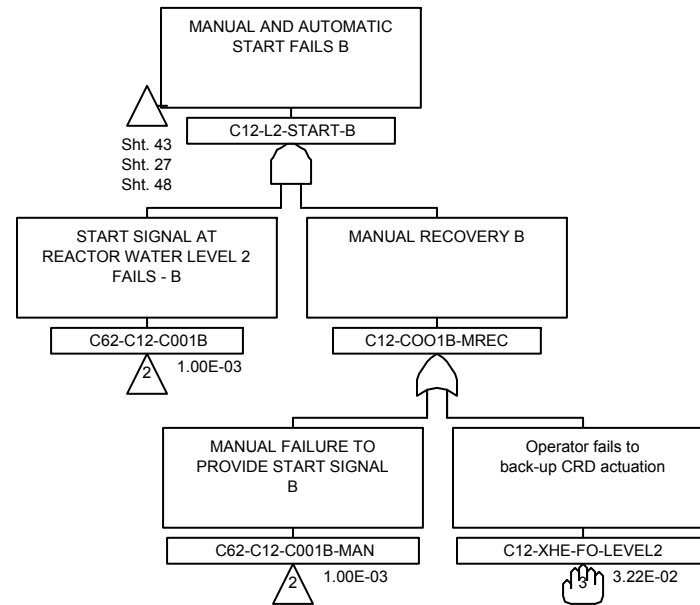 MANUAL AND AUTOMATIC
START FAILS B
C12-L2-START-B
Sht. 43
Sht. 27
Sht. 48
START SIGNAL AT
REACTOR WATER LEVEL 2
FAILS - B
C62-C12-C001B
2
1.00E-03
MANUAL RECOVERY B
C12-COO1B-MREC
MANUAL FAILURE TO
PROVIDE START SIGNAL
B
C62-C12-C001B-MAN
2
1.00E-03
Operator fails to
back-up CRD actuation
C12-XHE-FO-LEVEL2
3
3.22E-02